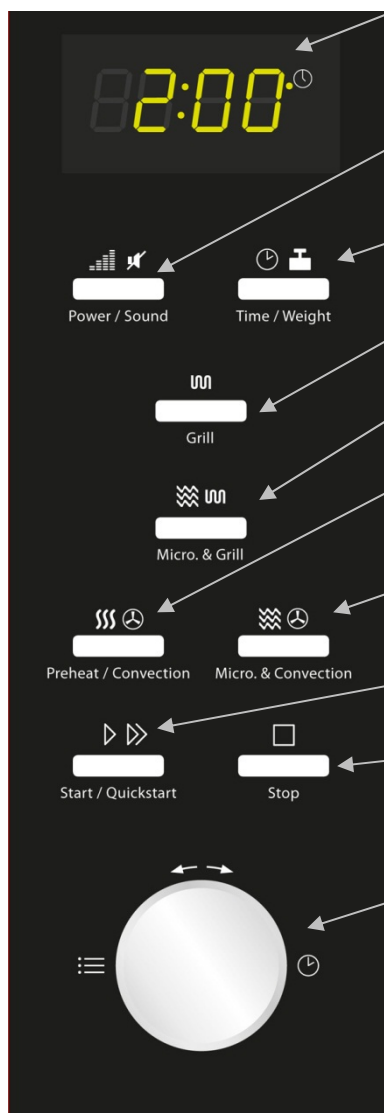 2:00
Power / Sound
Time / Weight
Grill
Micro. & Grill
Preheat / Convection
Micro. & Convection
Start / Quickstart
Stop